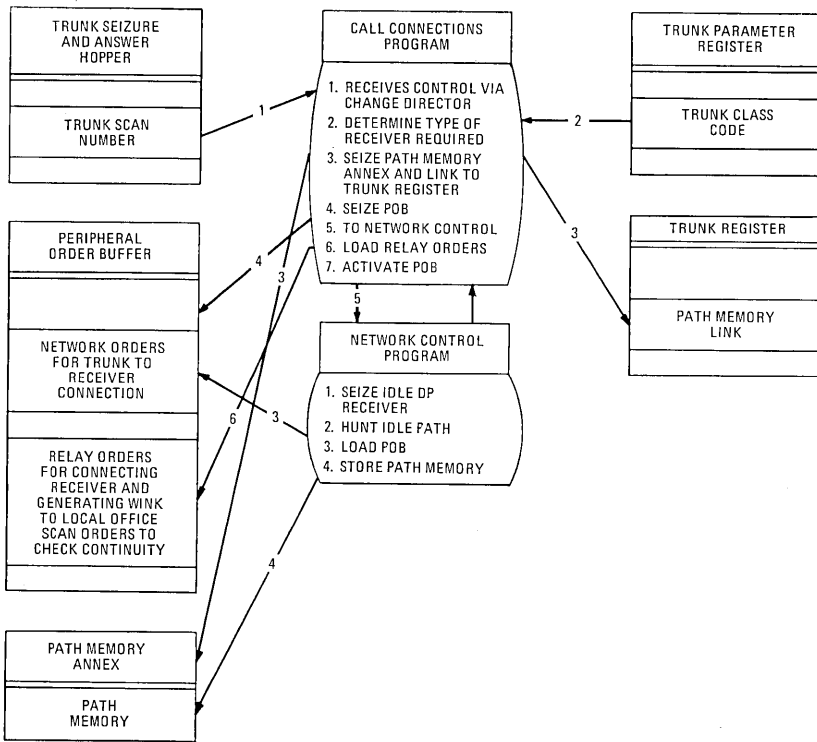 TRUNK SEIZURE
AND ANSWER
HOPPER
TRUNK SCAN
NUMBER
1
CALL CONNECTIONS
PROGRAM
1. RECEIVES CONTROL VIA
CHANGE DIRECTOR
2. DETERMINE TYPE OF
RECEIVER REQUIRED
3. SEIZE PATH MEMORY
ANNEX AND LINK TO
TRUNK REGISTER
4. SEIZE POB
5. TO NETWORK CONTROL
6. LOAD RELAY ORDERS
7. ACTIVATE POB
2
TRUNK PARAMETER
REGISTER
TRUNK CLASS
CODE
3
TRUNK REGISTER
PATH MEMORY
LINK
PERIPHERAL
ORDER BUFFER
NETWORK ORDERS
FOR TRUNK TO
RECEIVER
CONNECTION
RELAY ORDERS
FOR CONNECTING
RECEIVER AND
GENERATING WINK
TO LOCAL OFFICE
SCAN ORDERS TO
CHECK CONTINUITY
4
3
5
6
3
NETWORK CONTROL
PROGRAM
1. SEIZE IDLE DP
RECEIVER
2. HUNT IDLE PATH
3. LOAD POB
4. STORE PATH MEMORY
4
PATH MEMORY
ANNEX
PATH
MEMORY